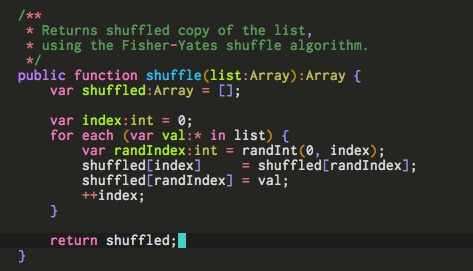 /**
 * Returns shuffled copy of the list,
 * using the Fisher-Yates shuffle algorithm.
 */
public function shuffle(list:Array):Array {
    var shuffled:Array = [];

    var index:int = 0;
    for each (var val:* in list) {
        var randIndex:int = randInt(0, index);
        shuffled[index]     = shuffled[randIndex];
        shuffled[randIndex] = val;
        ++index;
    }

    return shuffled;
}